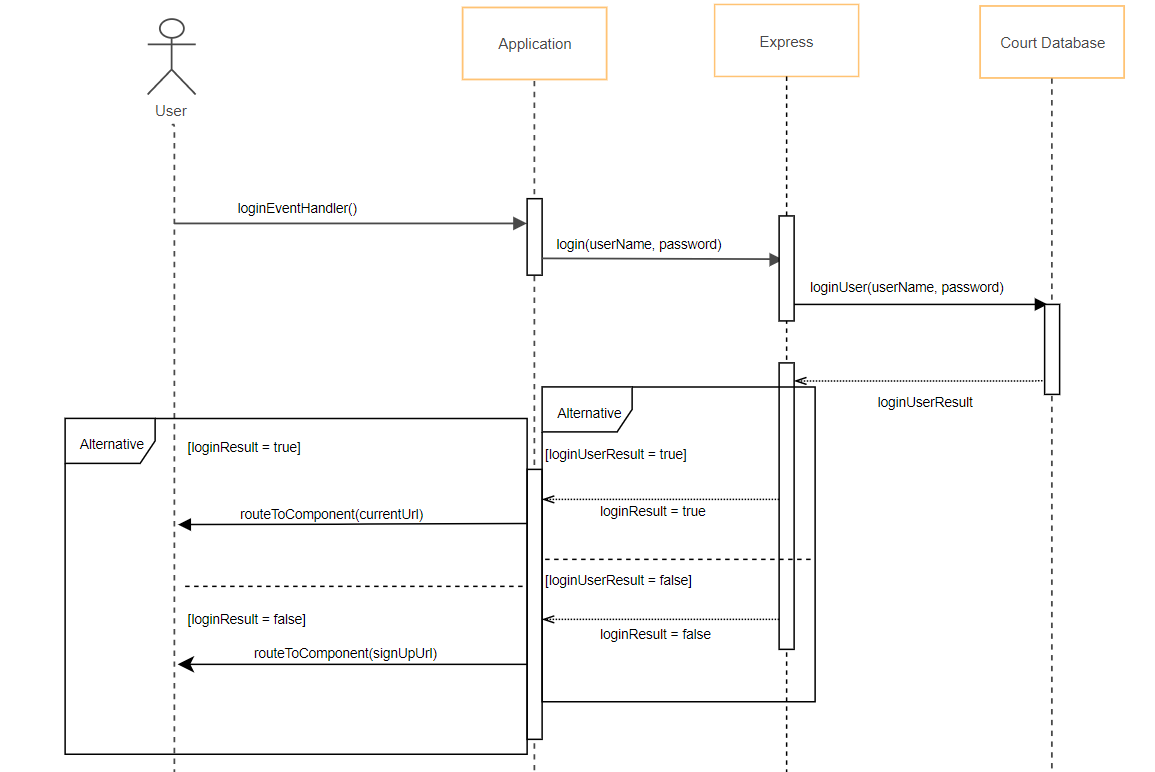 Application
Express
Court Database
User
loginEventHandler()
login(userName, password)
loginUser(userName, password)
loginUserResult
Alternative
[loginUserResult = true]
Alternative
[loginResult = true]
loginResult = true
routeToComponent(currentUrl)
[loginUserResult = false]
[loginResult = false]
loginResult = false
routeToComponent(signUpUrl)